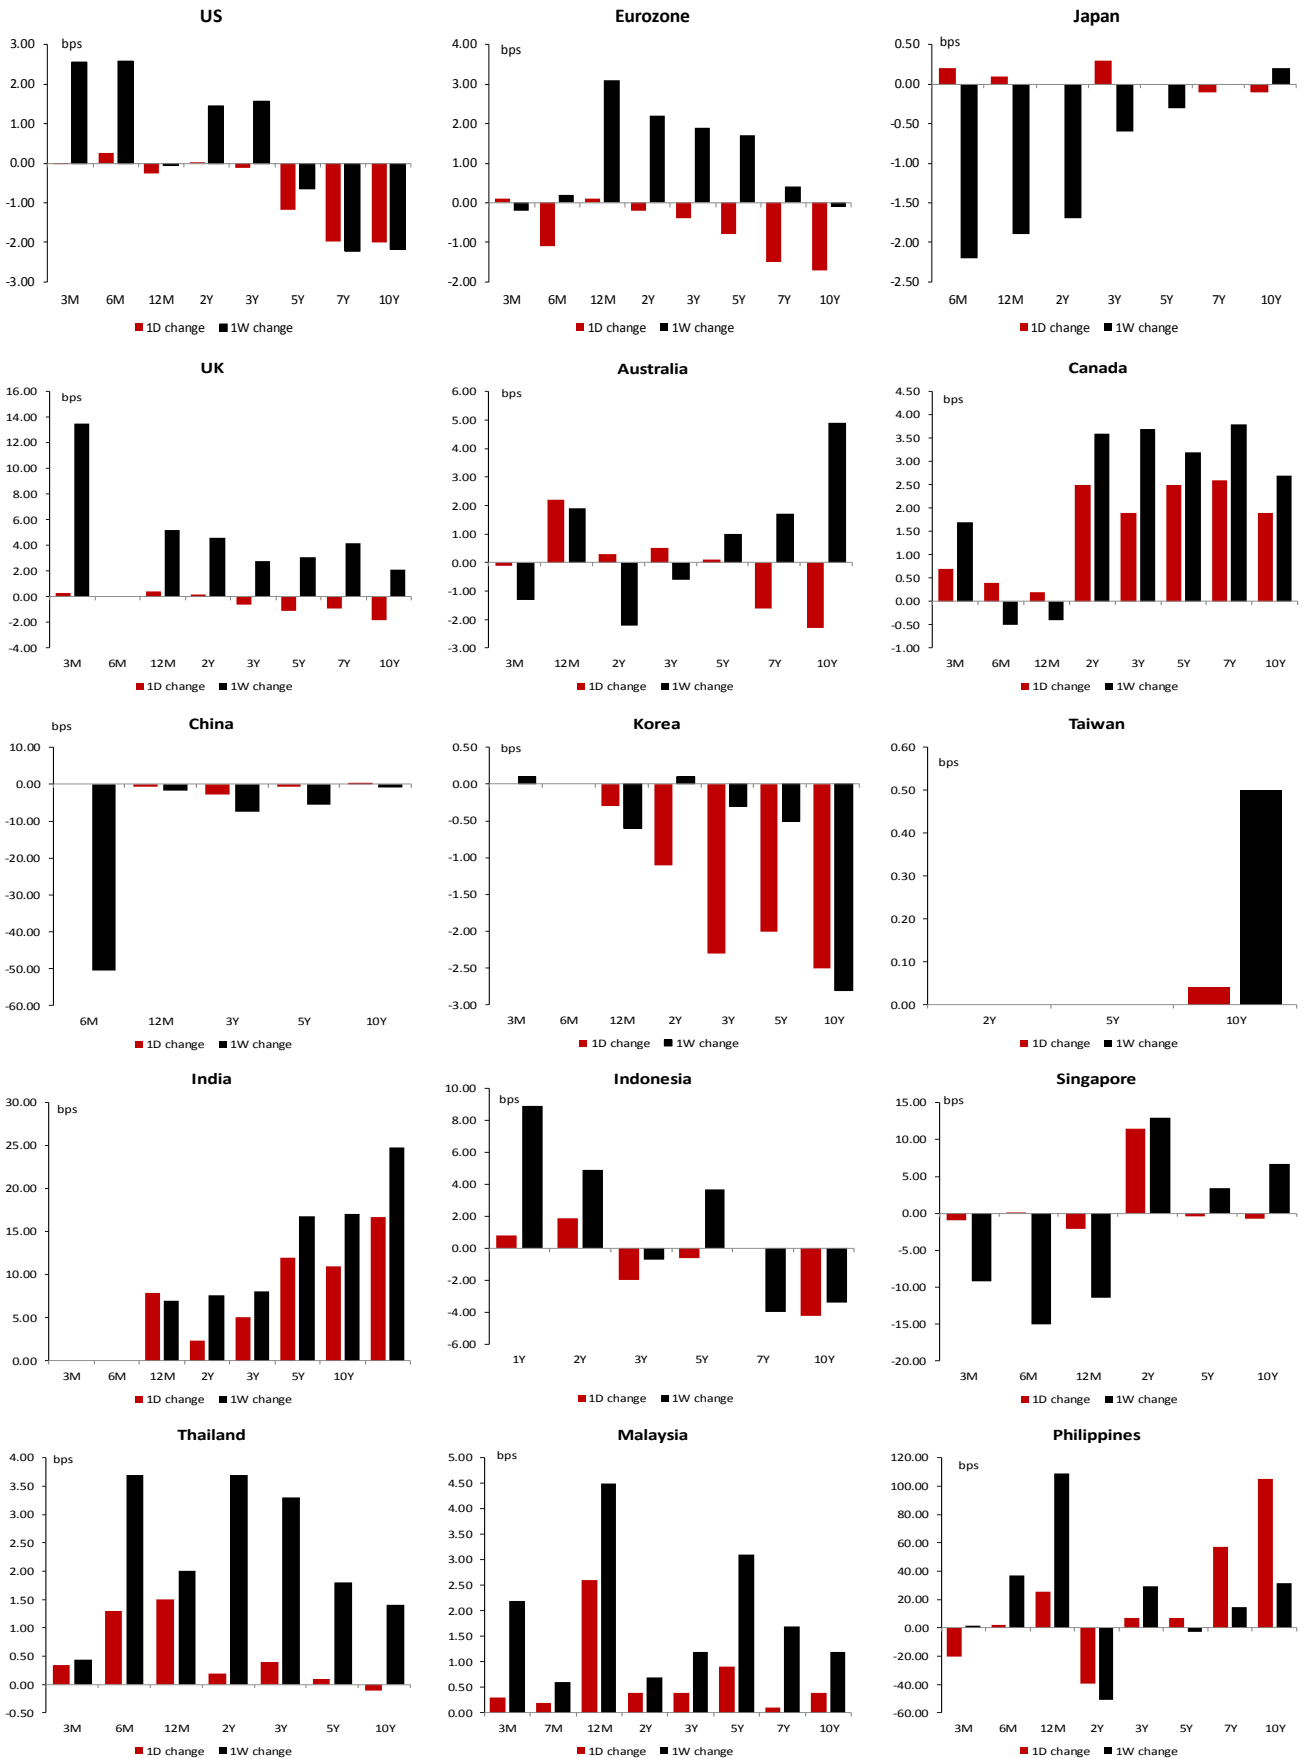 US
bps
3.00
2.00
1.00
0.00
-1.00
-2.00
-3.00
3M 6M 12M 2Y 3Y 5Y 7Y 10Y
1D change 1W change
Eurozone
bps
4.00
3.00
2.00
1.00
0.00
-1.00
-2.00
3M 6M 12M 2Y 3Y 5Y 7Y 10Y
1D change 1W change
Japan
bps
0.50
0.00
-0.50
-1.00
-1.50
-2.00
-2.50
6M 12M 2Y 3Y 5Y 7Y 10Y
1D change 1W change
UK
bps
16.00
14.00
12.00
10.00
8.00
6.00
4.00
2.00
0.00
-2.00
-4.00
3M 6M 12M 2Y 3Y 5Y 7Y 10Y
1D change 1W change
Australia
bps
6.00
5.00
4.00
3.00
2.00
1.00
0.00
-1.00
-2.00
-3.00
3M 12M 2Y 3Y 5Y 7Y 10Y
1D change 1W change
Canada
bps
4.50
4.00
3.50
3.00
2.50
2.00
1.50
1.00
0.50
0.00
-0.50
-1.00
3M 6M 12M 2Y 3Y 5Y 7Y 10Y
1D change 1W change
China
bps
10.00
0.00
-10.00
-20.00
-30.00
-40.00
-50.00
-60.00
6M 12M 3Y 5Y 10Y
1D change 1W change
Korea
bps
0.50
0.00
-0.50
-1.00
-1.50
-2.00
-2.50
-3.00
3M 6M 12M 2Y 3Y 5Y 10Y
1D change 1W change
Taiwan
bps
0.60
0.50
0.40
0.30
0.20
0.10
0.00
2Y 5Y 10Y
1D change 1W change
India
bps
30.00
25.00
20.00
15.00
10.00
5.00
0.00
3M 6M 12M 2Y 3Y 5Y 10Y
1D change 1W change
Indonesia
bps
10.00
8.00
6.00
4.00
2.00
0.00
-2.00
-4.00
-6.00
1Y 2Y 3Y 5Y 7Y 10Y
1D change 1W change
Singapore
bps
15.00
10.00
5.00
0.00
-5.00
-10.00
-15.00
-20.00
3M 6M 12M 2Y 5Y 10Y
1D change 1W change
Thailand
bps
4.00
3.50
3.00
2.50
2.00
1.50
1.00
0.50
0.00
-0.50
3M 6M 12M 2Y 3Y 5Y 10Y
1D change 1W change
Malaysia
bps
5.00
4.50
4.00
3.50
3.00
2.50
2.00
1.50
1.00
0.50
0.00
3M 7M 12M 2Y 3Y 5Y 7Y 10Y
1D change 1W change
Philippines
bps
120.00
100.00
80.00
60.00
40.00
20.00
0.00
-20.00
-40.00
-60.00
3M 6M 12M 2Y 3Y 5Y 7Y 10Y
1D change 1W change